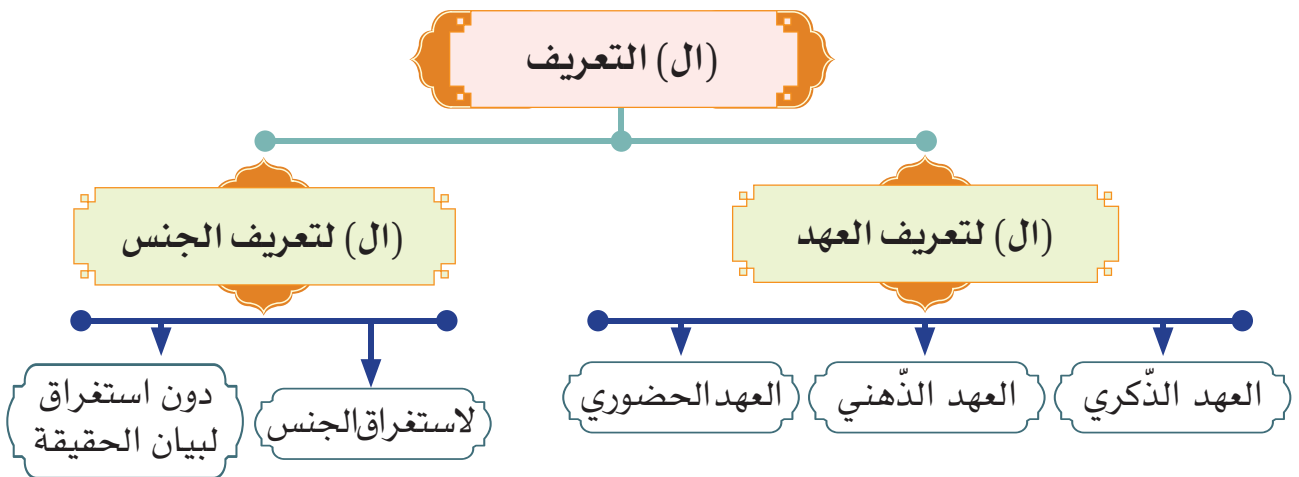 (ال) التعريف
(ال) لتعريف العهد
(ال) لتعريف الجنس
العهد الذّكري
العهد الذّهني
العهد الحضوري
لاستغراق الجنس
دون استغراق
لبيان الحقيقة